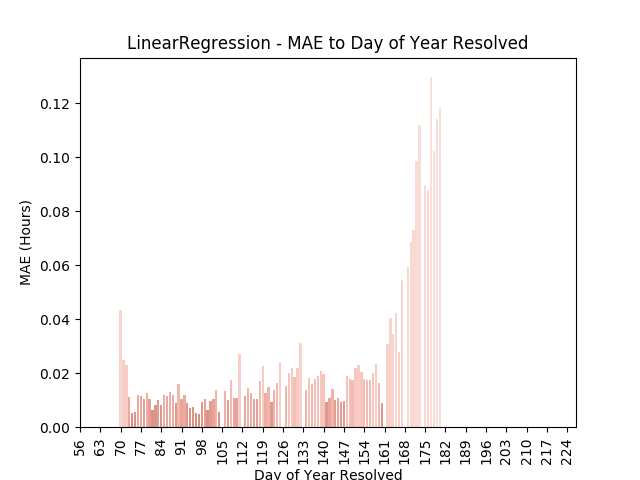 LinearRegression - MAE to Day of Year Resolved
MAE (Hours)
0.12
0.10
0.08
0.06
0.04
0.02
0.00
56 63 70 77 84 91 98 105 112 119 126 133 140 147 154 161 168 175 182 189 196 203 210 217 224
Day of Year Resolved